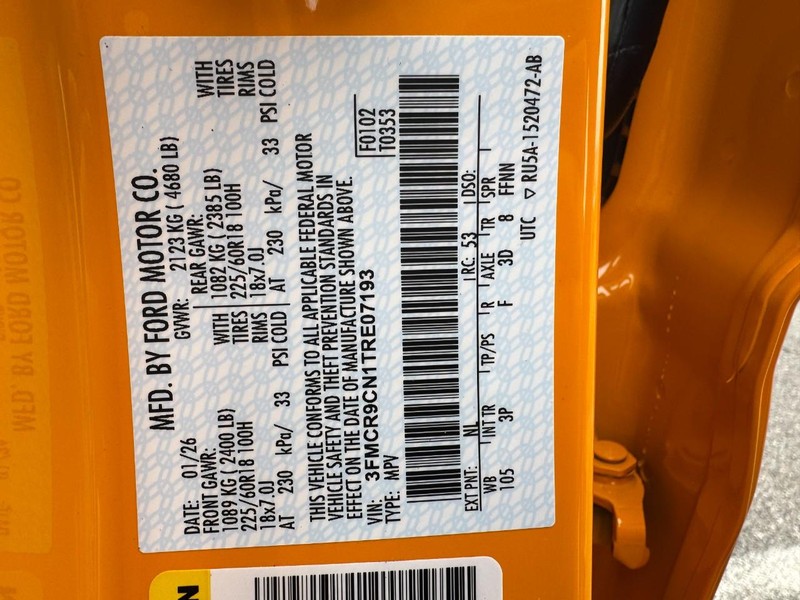 MFD. BY FORD MOTOR CO.
DATE: 01/26 GVWR: 2123 KG ( 4680 LB)
FRONT GAWR: REAR GAWR: WITH
1089 KG ( 2400 LB) WITH 1082 KG ( 2385 LB) TIRES
225/60R18 100H TIRES 225/60R18 100H RIMS
18x7.0J RIMS 18x7.0J
AT 230 kPa/ 33 PSI COLD AT 230 kPa/ 33 PSI COLD
THIS VEHICLE CONFORMS TO ALL APPLICABLE FEDERAL MOTOR
VEHICLE SAFETY AND THEFT PREVENTION STANDARDS IN
EFFECT ON THE DATE OF MANUFACTURE SHOWN ABOVE.
VIN: 3FMCR9CN1TRE07193 F0102
TYPE: MPV T0353
EXT PNT: NL RC: 53 DSO:
WB INT TR TP/PS R AXLE TR SPR
105 3P F 3D 8 FFNN
UTC ▽ RU5A-1520472-AB
N